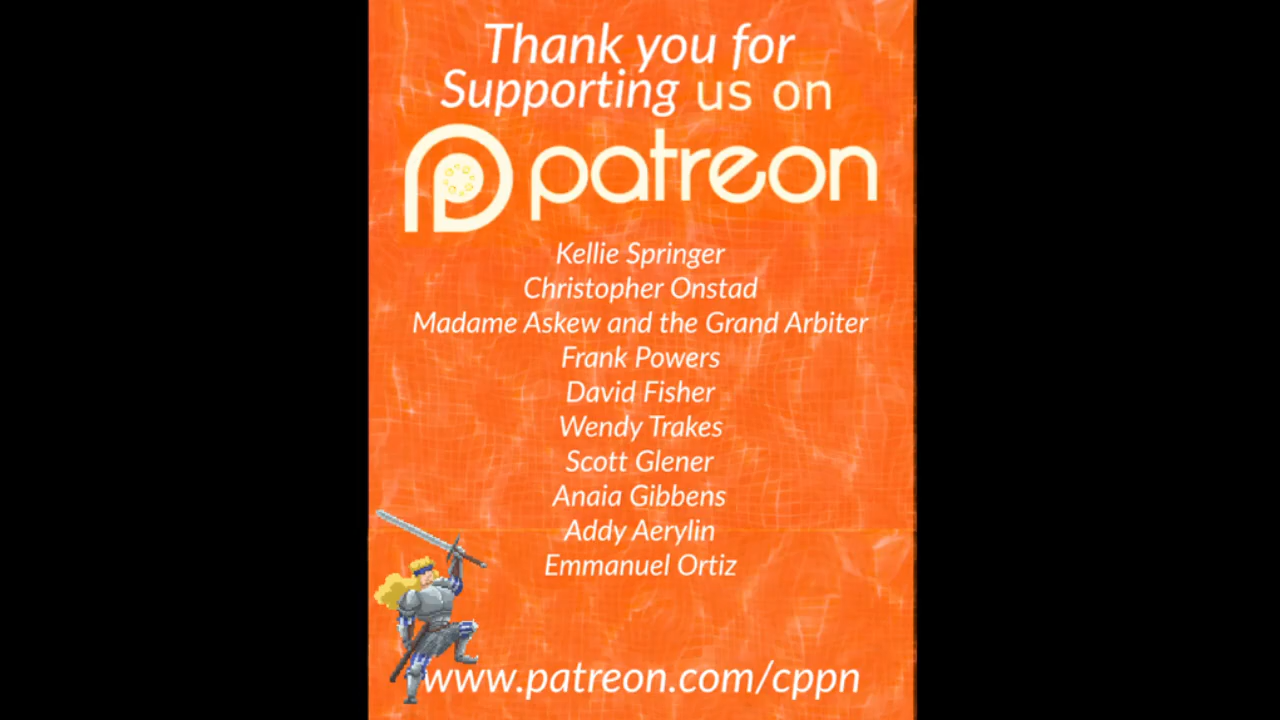 Thank you for
Supporting us on
patreon
Kellie Springer
Christopher Onstad
Madame Askew and the Grand Arbiter
Frank Powers
David Fisher
Wendy Trakes
Scott Glener
Anaia Gibbens
Addy Aerylin
Emmanuel Ortiz
www.patreon.com/cppn